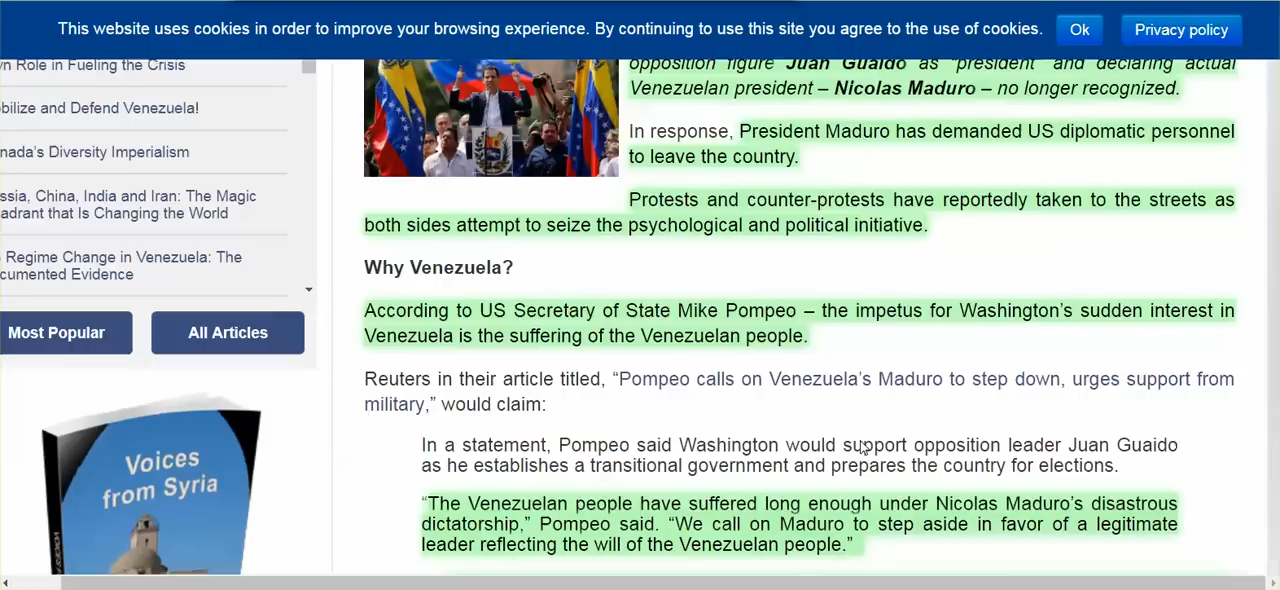 This website uses cookies in order to improve your browsing experience. By continuing to use this site you agree to the use of cookies.
Ok
Privacy policy
yn Role in Fueling the Crisis
obilize and Defend Venezuela!
nada's Diversity Imperialism
ssia, China, India and Iran: The Magic
adrant that Is Changing the World
Regime Change in Venezuela: The
cumented Evidence
Most Popular
All Articles
Voices
from Syria
opposition figure Juan Guaido as "president" and declaring actual
Venezuelan president – Nicolas Maduro – no longer recognized.
In response, President Maduro has demanded US diplomatic personnel
to leave the country.
Protests and counter-protests have reportedly taken to the streets as
both sides attempt to seize the psychological and political initiative.
Why Venezuela?
According to US Secretary of State Mike Pompeo – the impetus for Washington's sudden interest in
Venezuela is the suffering of the Venezuelan people.
Reuters in their article titled, “Pompeo calls on Venezuela's Maduro to step down, urges support from
military,” would claim:
In a statement, Pompeo said Washington would support opposition leader Juan Guaido
as he establishes a transitional government and prepares the country for elections.
“The Venezuelan people have suffered long enough under Nicolas Maduro's disastrous
dictatorship,” Pompeo said. “We call on Maduro to step aside in favor of a legitimate
leader reflecting the will of the Venezuelan people.”